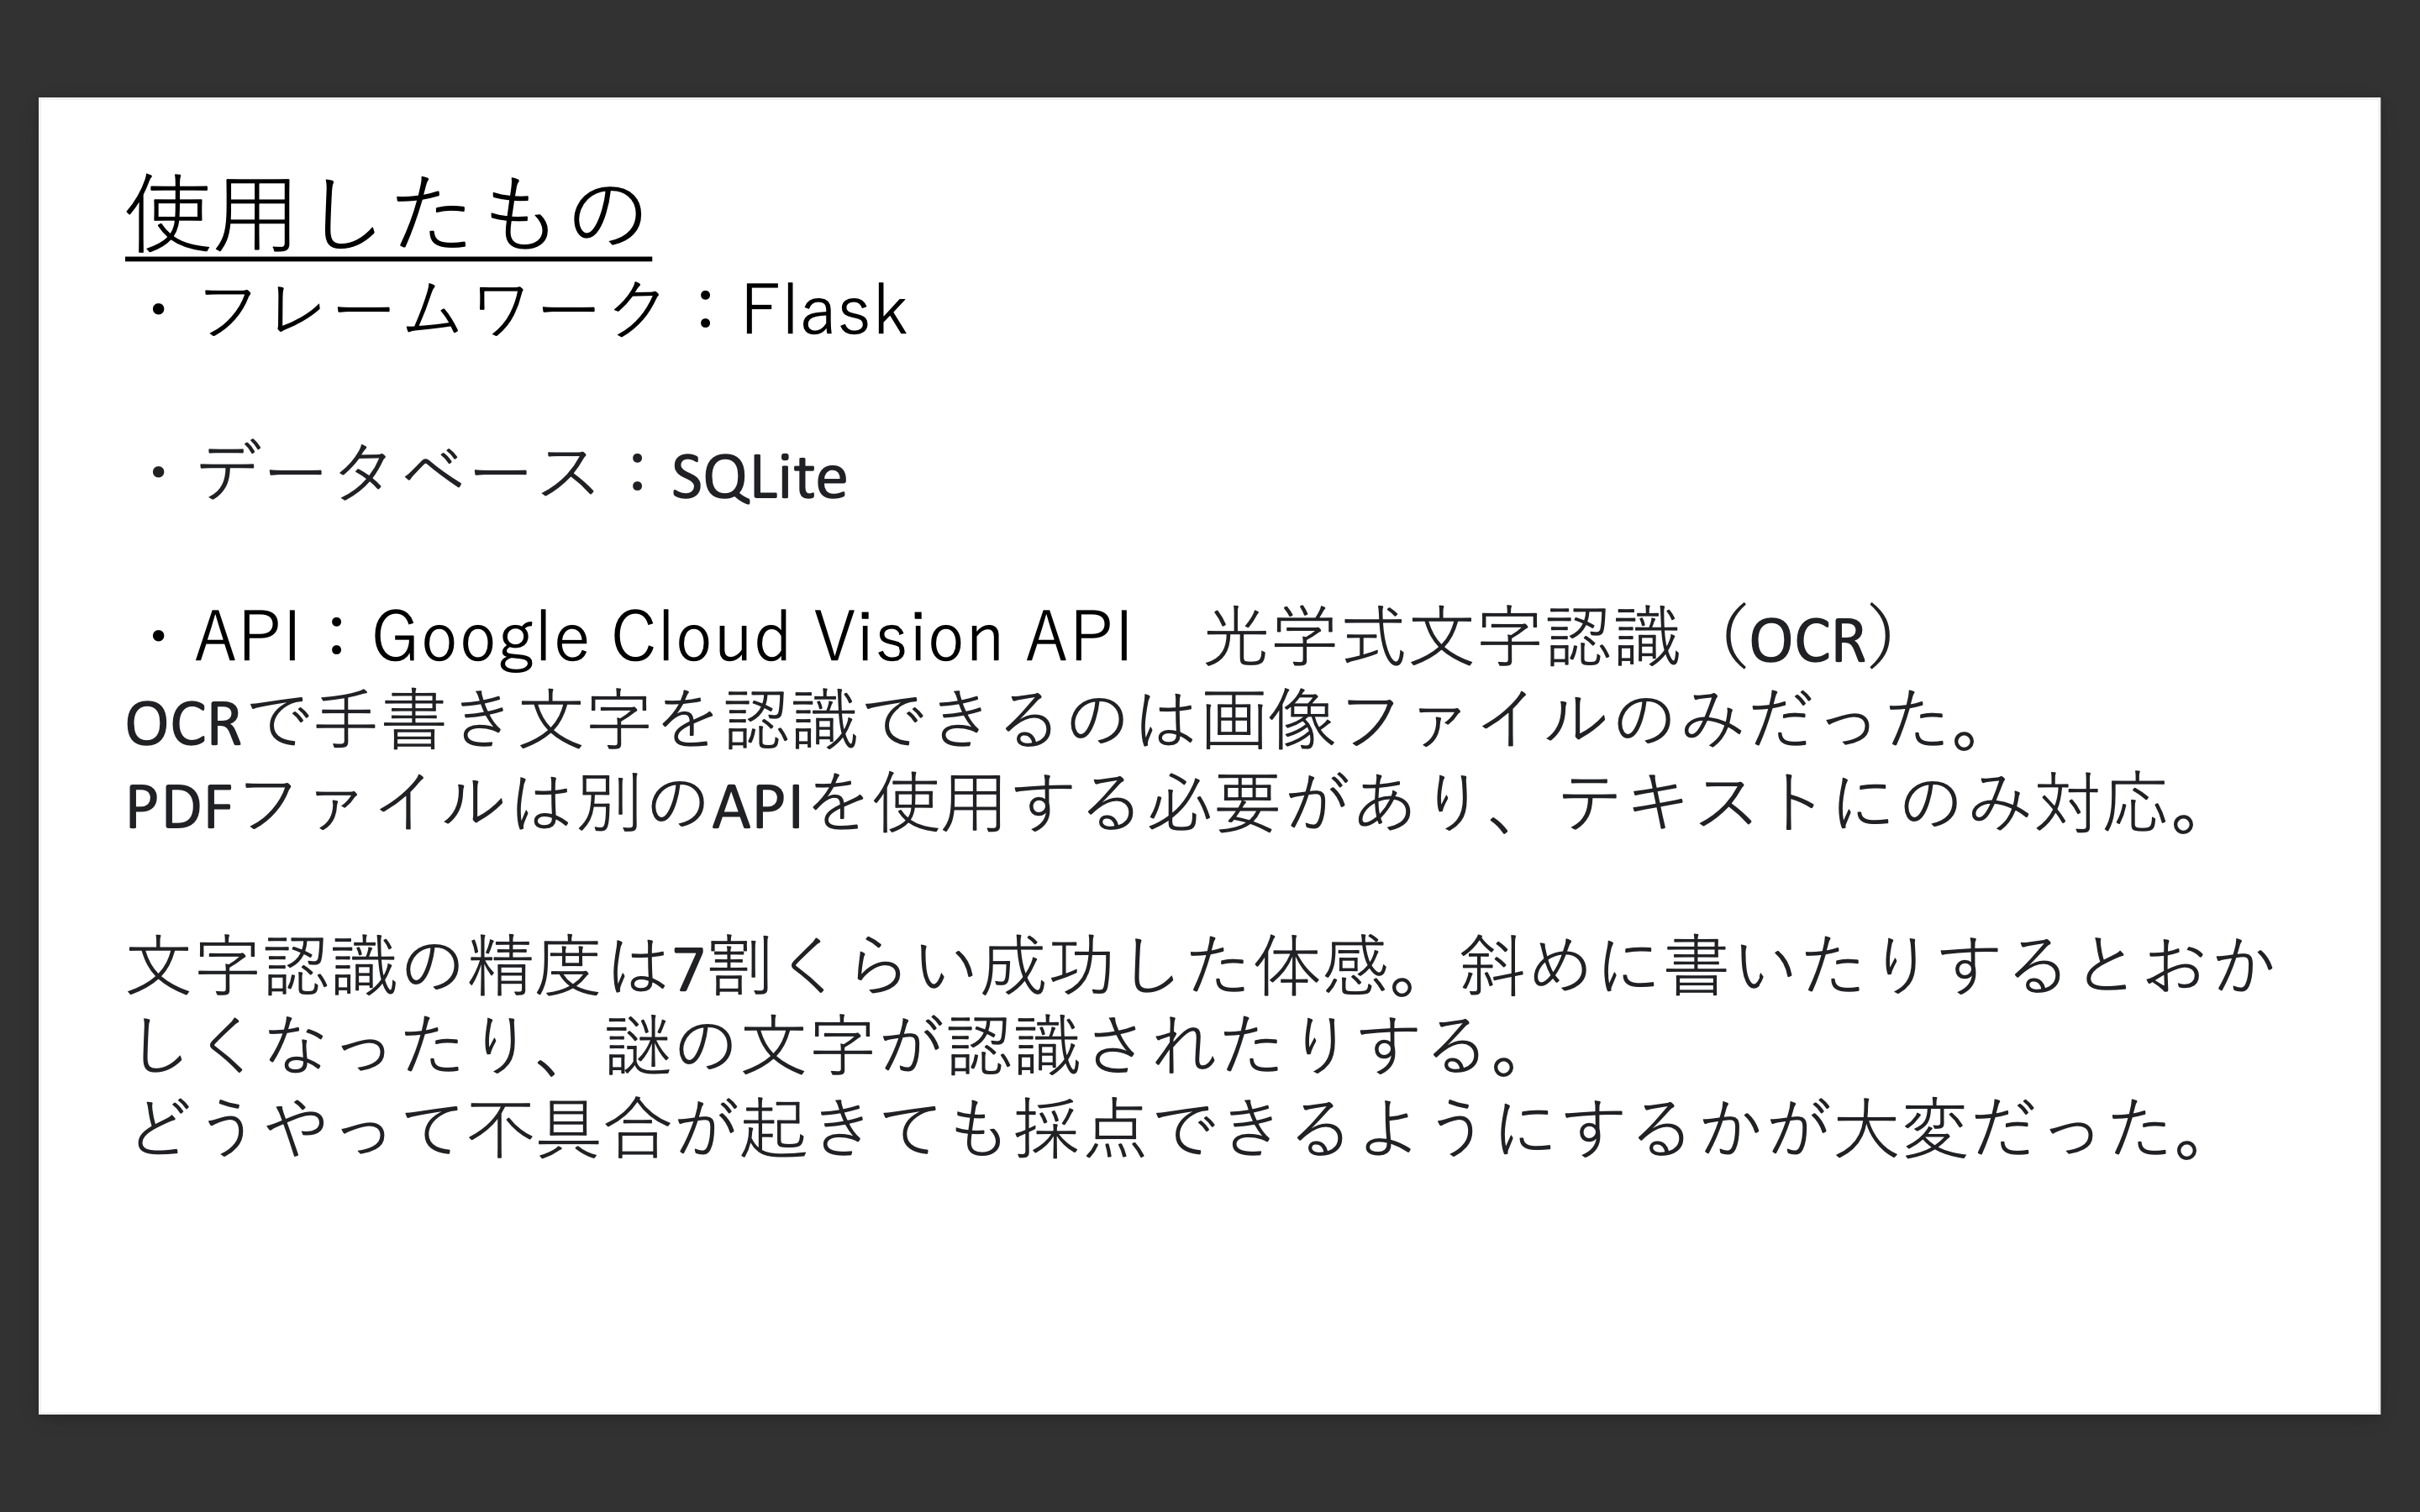 使用したもの
・フレームワーク：Flask
・データベース：SQLite
・API：Google Cloud Vision API　光学式文字認識（OCR）
OCRで手書き文字を認識できるのは画像ファイルのみだった。
PDFファイルは別のAPIを使用する必要があり、テキストにのみ対応。
文字認識の精度は7割くらい成功した体感。斜めに書いたりするとおか
しくなったり、謎の文字が認識されたりする。
どうやって不具合が起きても採点できるようにするかが大変だった。